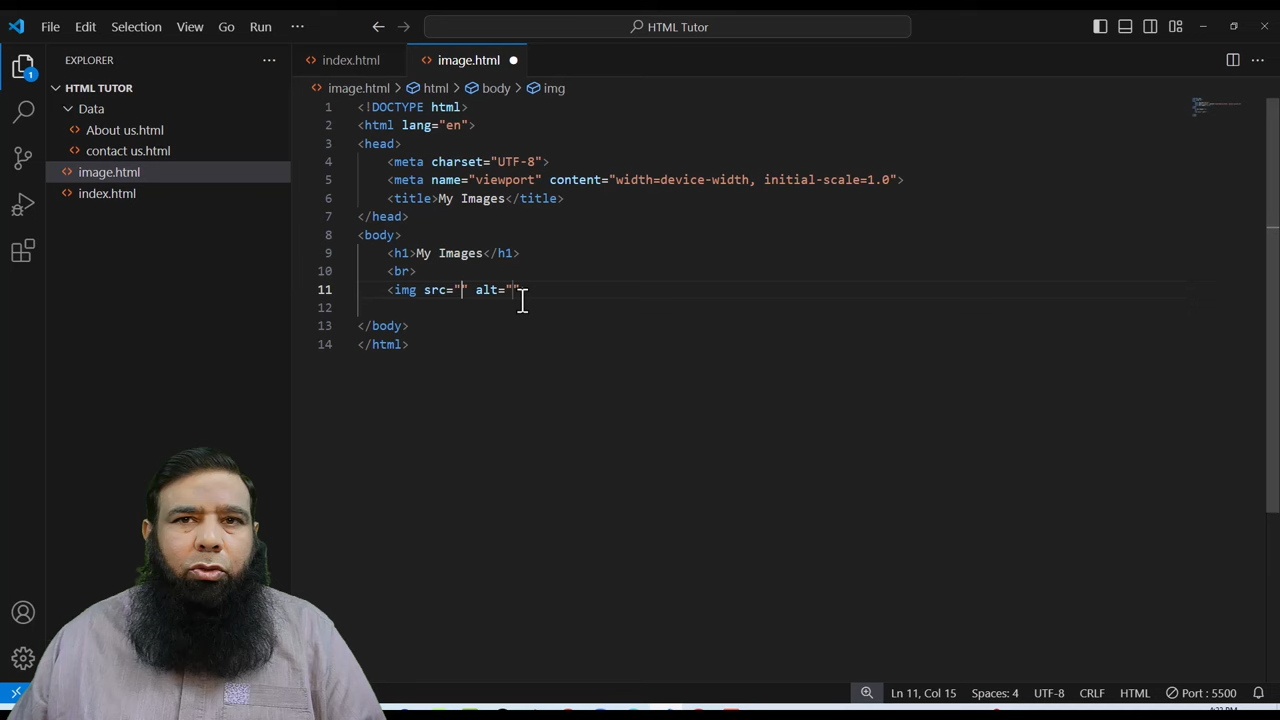 File Edit Selection View Go Run ··· HTML Tutor
EXPLORER ···
1
HTML TUTOR
Data
About us.html
contact us.html
image.html
index.html
index.html image.html
image.html > html > body > img
1 <!DOCTYPE html>
2 <html lang="en">
3 <head>
4 <meta charset="UTF-8">
5 <meta name="viewport" content="width=device-width, initial-scale=1.0">
6 <title>My Images</title>
7 </head>
8 <body>
9 <h1>My Images</h1>
10 <br>
11 <img src="" alt="">
12
13 </body>
14 </html>
Ln 11, Col 15 Spaces: 4 UTF-8 CRLF HTML Port : 5500